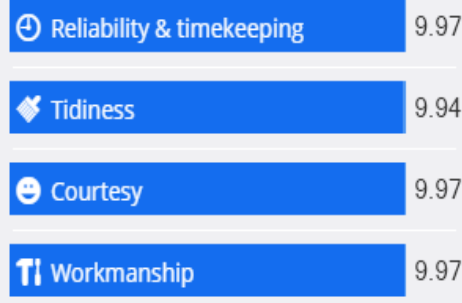 Reliability & timekeeping 9.97
Tidiness 9.94
Courtesy 9.97
Workmanship 9.97